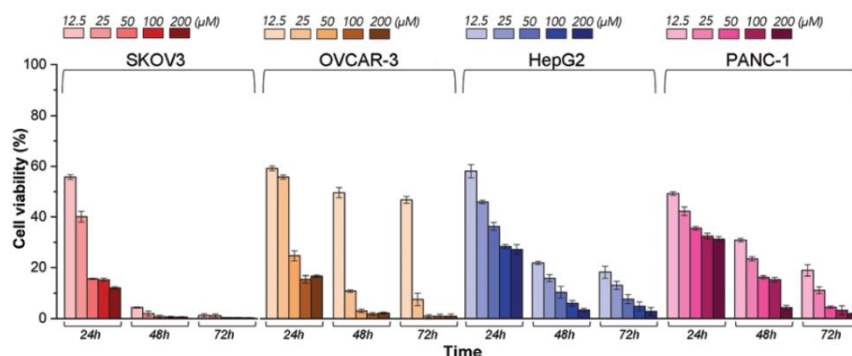 12.5 25 50 100 200 (μM) 12.5 25 50 100 200 (μM) 12.5 25 50 100 200 (μM) 12.5 25 50 100 200 (μM)
SKOV3 OVCAR-3 HepG2 PANC-1
100
80
60
40
20
0
Cell viability (%)
24h 48h 72h 24h 48h 72h 24h 48h 72h 24h 48h 72h
Time